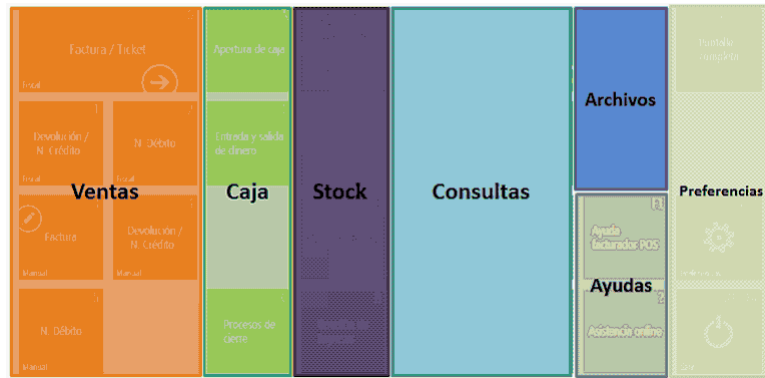 Factura / Ticket
Fiscal
Devolución /
N. Crédito
Fiscal
N. Débito
Fiscal
Ventas
Factura
Manual
Devolución /
N. Crédito
Manual
N. Débito
Manual
Apertura de caja
Entrada y salida
de dinero
Caja
Procesos de
cierre
Stock
Consultas
Archivos
Ayuda
facturador POS
Ayudas
Asistencia online
Pantalla
completa
Preferencias